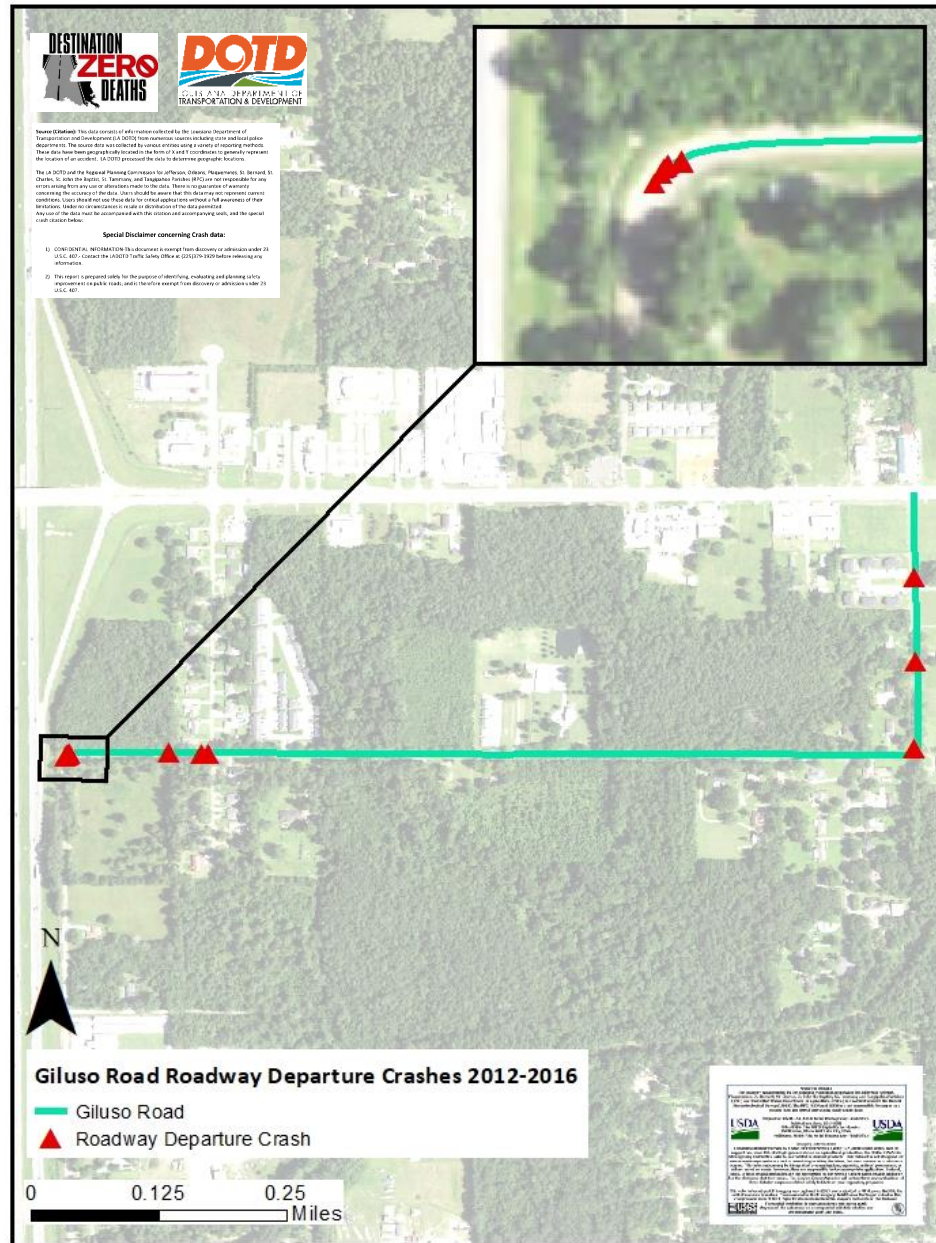 DESTINATION
ZERO
DEATHS
DOTD
LOUISIANA DEPARTMENT OF
TRANSPORTATION & DEVELOPMENT
Source (Citation): This data consists of information collected by the Louisiana Department of
Transportation and Development (LA DOTD) from numerous sources including state and local police
departments. The source data was collected by various entities using a variety of reporting methods.
These data have been geographically located in the form of X and Y coordinates to generally represent
the location of an accident. LA DOTD processed the data to determine geographic locations.
The LA DOTD and the Regional Planning Commission for Jefferson, Orleans, Plaquemines, St. Bernard, St.
Charles, St. John the Baptist, St. Tammany, and Tangipahoa Parishes (RPC) are not responsible for any
errors arising from any use or alterations made to the data. There is no guarantee of warranty
concerning the accuracy of the data. Users should be aware that this data may not represent current
conditions. Users should not use these data for critical applications without a full awareness of their
limitations. Under no circumstances is resale or distribution of the data permitted.
Any use of the data must be accompanied with this citation and accompanying seals, and the special
crash citation below:
Special Disclaimer concerning Crash data:
1) CONFIDENTIAL INFORMATION-This document is exempt from discovery or admission under 23
U.S.C. 407.- Contact the LADOTD Traffic Safety Office at (225)379-1929 before releasing any
information.
2) This report is prepared solely for the purpose of identifying, evaluating and planning safety
improvement on public roads; and is therefore exempt from discovery or admission under 23
U.S.C. 407.
N
Giluso Road Roadway Departure Crashes 2012-2016
Giluso Road
Roadway Departure Crash
0 0.125 0.25
Miles
USDA
USDA
USGS